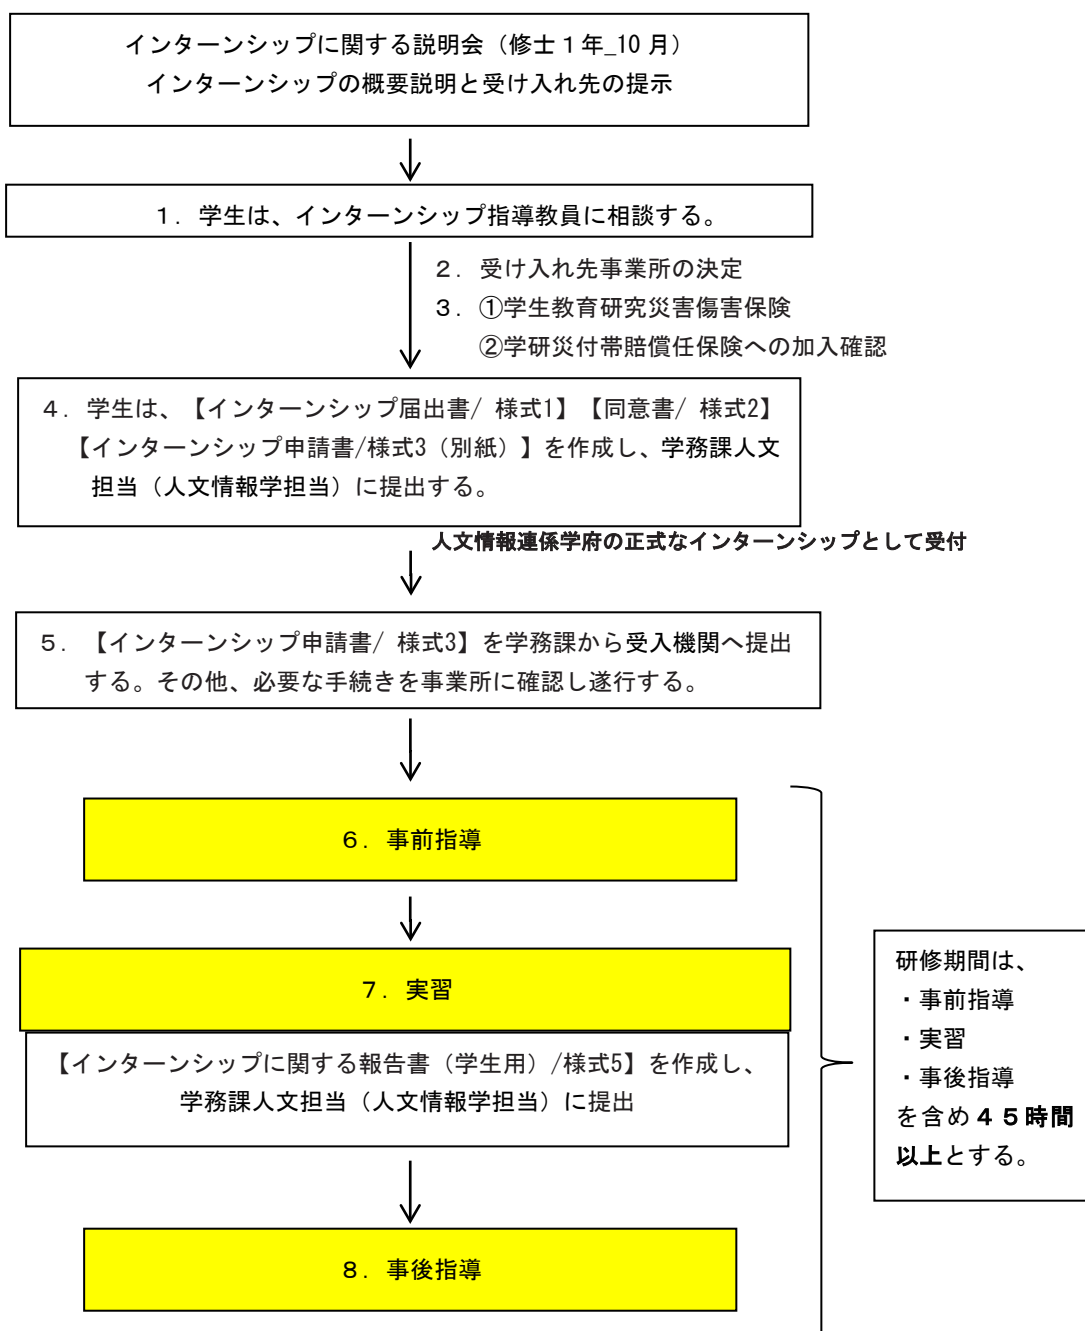 インターンシップに関する説明会（修士１年_10 月）
インターンシップの概要説明と受け入れ先の提示
１．学生は、インターンシップ指導教員に相談する。
２．受け入れ先事業所の決定
３．①学生教育研究災害傷害保険
②学研災付帯賠償任保険への加入確認
４．学生は、【インターンシップ届出書/ 様式1】【同意書/ 様式2】
【インターンシップ申請書/様式3（別紙）】を作成し、学務課人文
担当（人文情報学担当）に提出する。
人文情報連係学府の正式なインターンシップとして受付
５．【インターンシップ申請書/ 様式3】を学務課から受入機関へ提出
する。その他、必要な手続きを事業所に確認し遂行する。
６．事前指導
７．実習
【インターンシップに関する報告書（学生用）/様式5】を作成し、
学務課人文担当（人文情報学担当）に提出
８．事後指導
研修期間は、
・事前指導
・実習
・事後指導
を含め４５時間
以上とする。